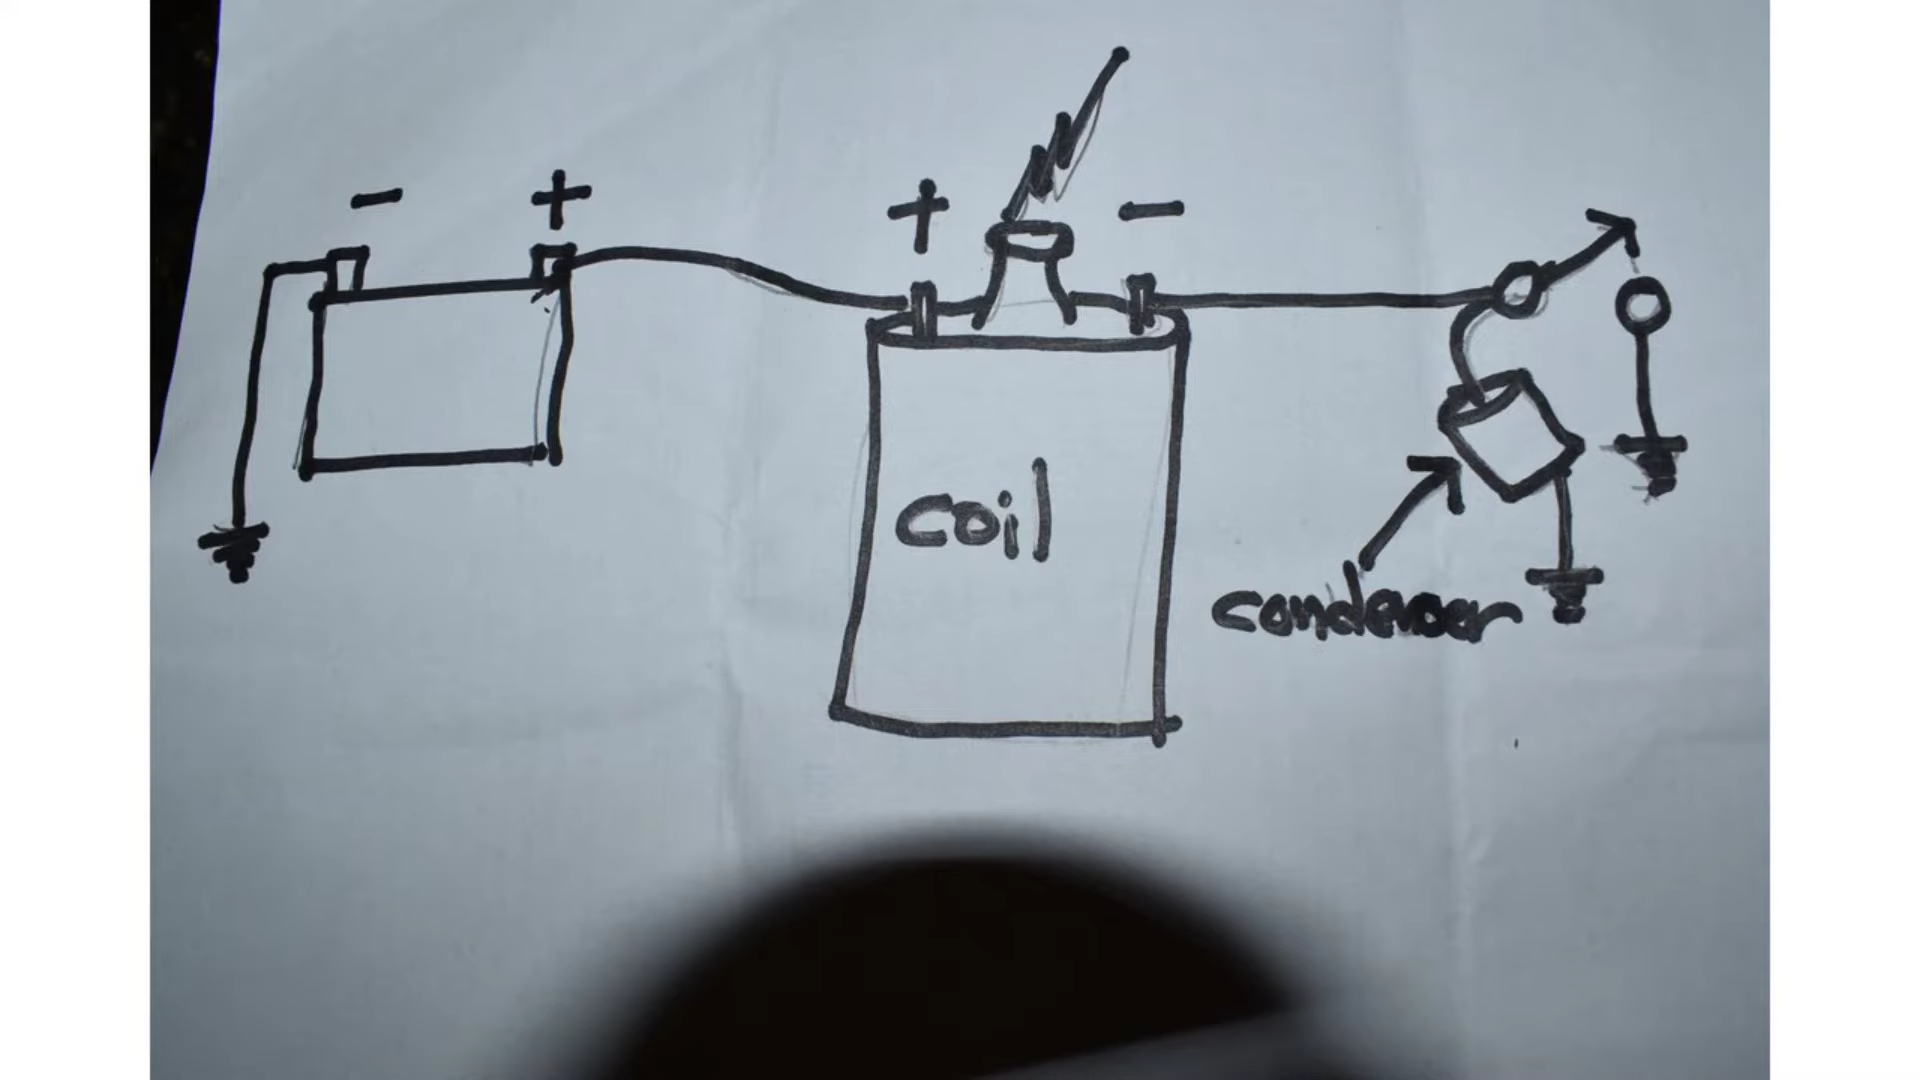 - +
+ -
coil
condenser